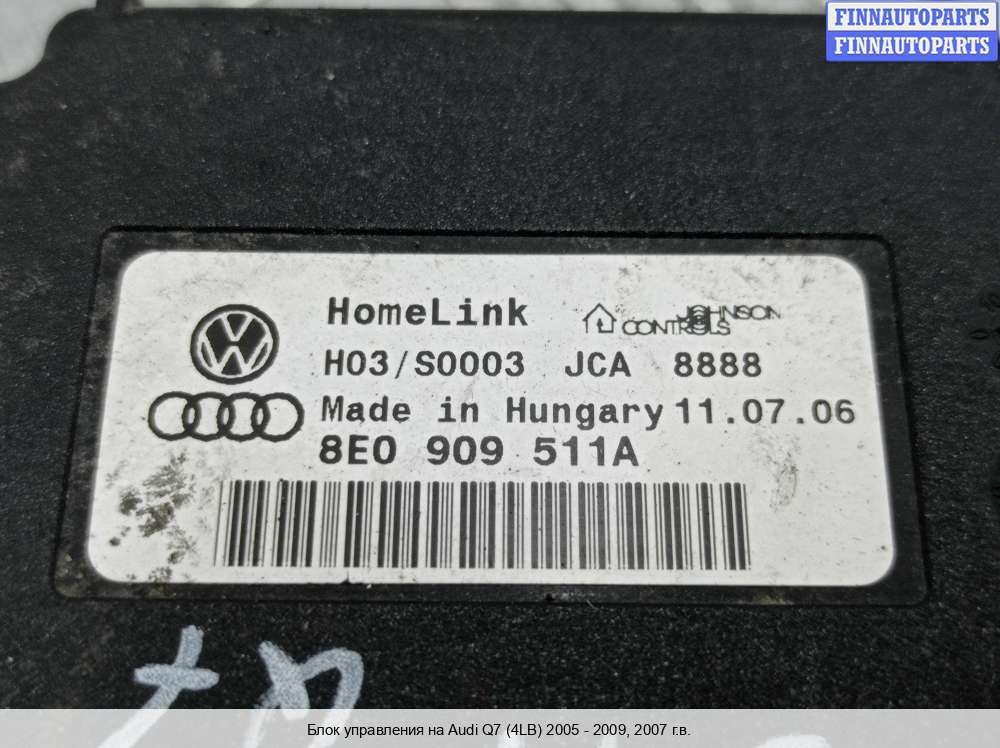 FINNAUTOPARTS
FINNAUTOPARTS
HomeLink JOHNSON CONTROLS
H03/S0003 JCA 8888
Made in Hungary 11.07.06
8E0 909 511A
Блок управления на Audi Q7 (4LB) 2005 - 2009, 2007 г.в.